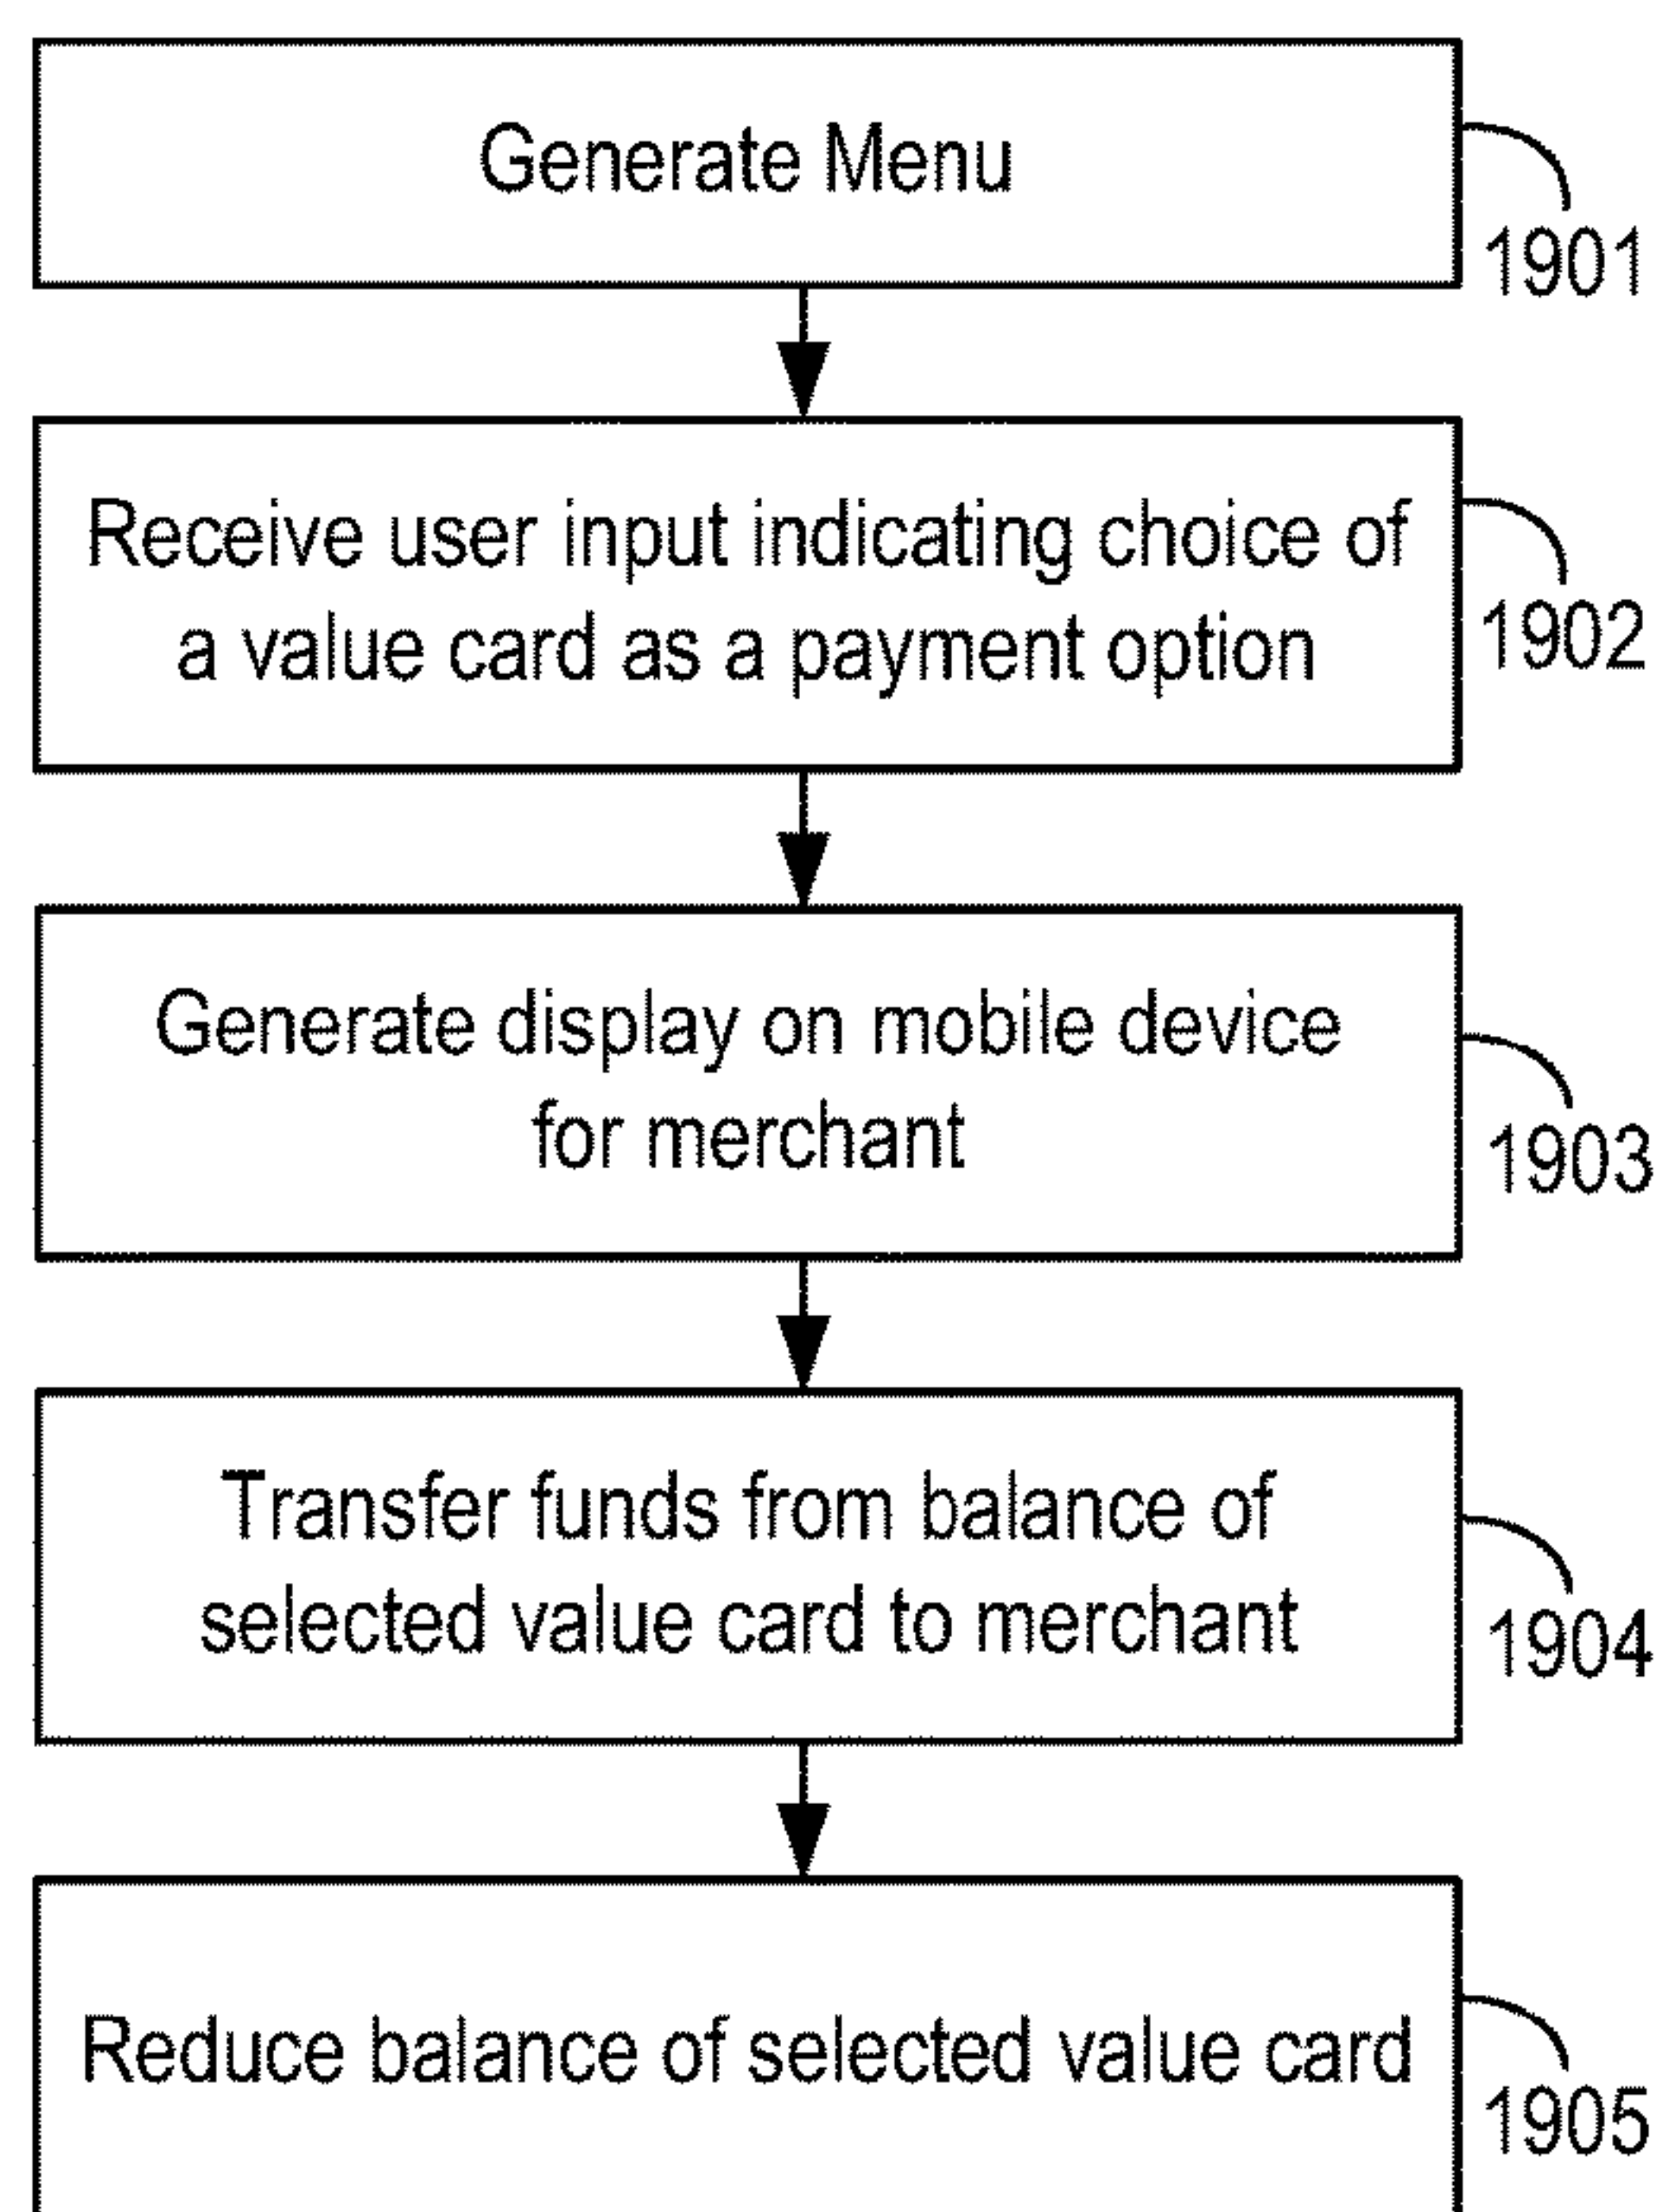 Generate Menu
1901
Receive user input indicating choice of
a value card as a payment option
1902
Generate display on mobile device
for merchant
1903
Transfer funds from balance of
selected value card to merchant
1904
Reduce balance of selected value card
1905